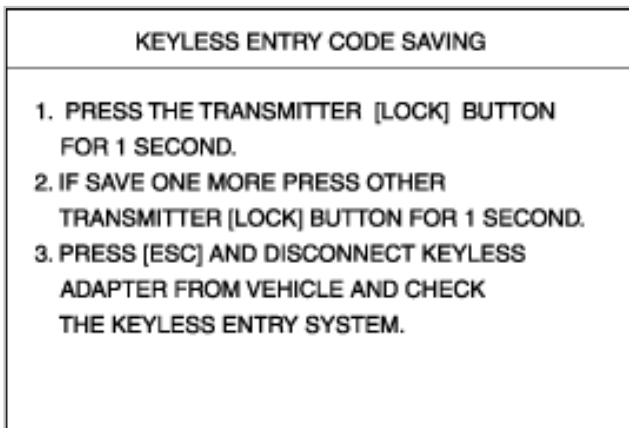 KEYLESS ENTRY CODE SAVING
1. PRESS THE TRANSMITTER [LOCK] BUTTON
FOR 1 SECOND.
2. IF SAVE ONE MORE PRESS OTHER
TRANSMITTER [LOCK] BUTTON FOR 1 SECOND.
3. PRESS [ESC] AND DISCONNECT KEYLESS
ADAPTER FROM VEHICLE AND CHECK
THE KEYLESS ENTRY SYSTEM.